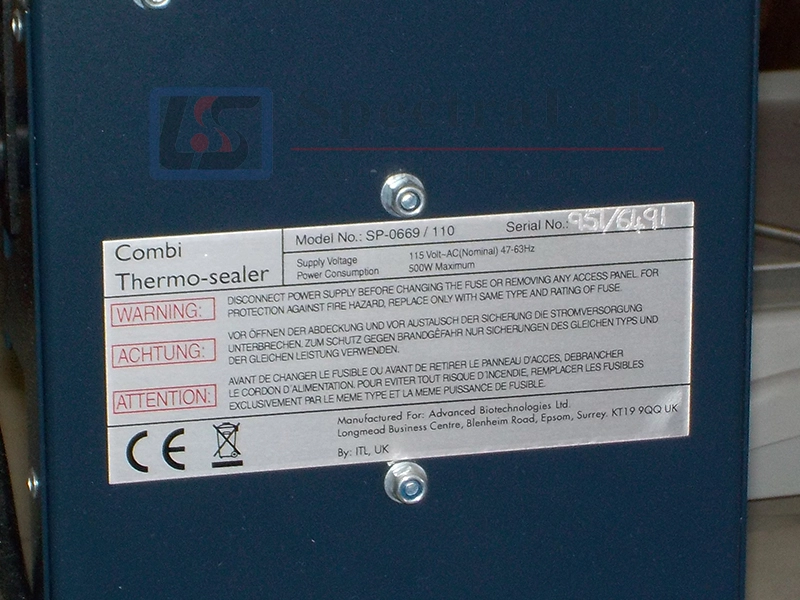 LS Spectralab
Combi
Thermo-sealer
Model No.: SP-0669 / 110 Serial No.: 951/6491
Supply Voltage 115 Volt~AC(Nominal) 47-63Hz
Power Consumption 500W Maximum
WARNING:
DISCONNECT POWER SUPPLY BEFORE CHANGING THE FUSE OR REMOVING ANY ACCESS PANEL. FOR
PROTECTION AGAINST FIRE HAZARD, REPLACE ONLY WITH SAME TYPE AND RATING OF FUSE.
ACHTUNG:
VOR ÖFFNEN DER ABDECKUNG UND VOR AUSTAUSCH DER SICHERUNG DIE STROMVERSORGUNG
UNTERBRECHEN. ZUM SCHUTZ GEGEN BRANDGEFÄHR NUR SICHERUNGEN DES GLEICHEN TYPS UND
DER GLEICHEN LEISTUNG VERWENDEN.
ATTENTION:
AVANT DE CHANGER LE FUSIBLE OU AVANT DE RETIRER LE PANNEAU D'ACCES, DEBRANCHER
LE CORDON D'ALIMENTATION. POUR EVITER TOUT RISQUE D'INCENDIE, REMPLACER LES FUSIBLES
EXCLUSIVEMENT PAR LE MEME TYPE ET LA MEME PUISSANCE DE FUSIBLE.
CE
Manufactured For: Advanced Biotechnologies Ltd.
Longmead Business Centre, Blenheim Road, Epsom, Surrey. KT19 9QQ UK
By: ITL, UK